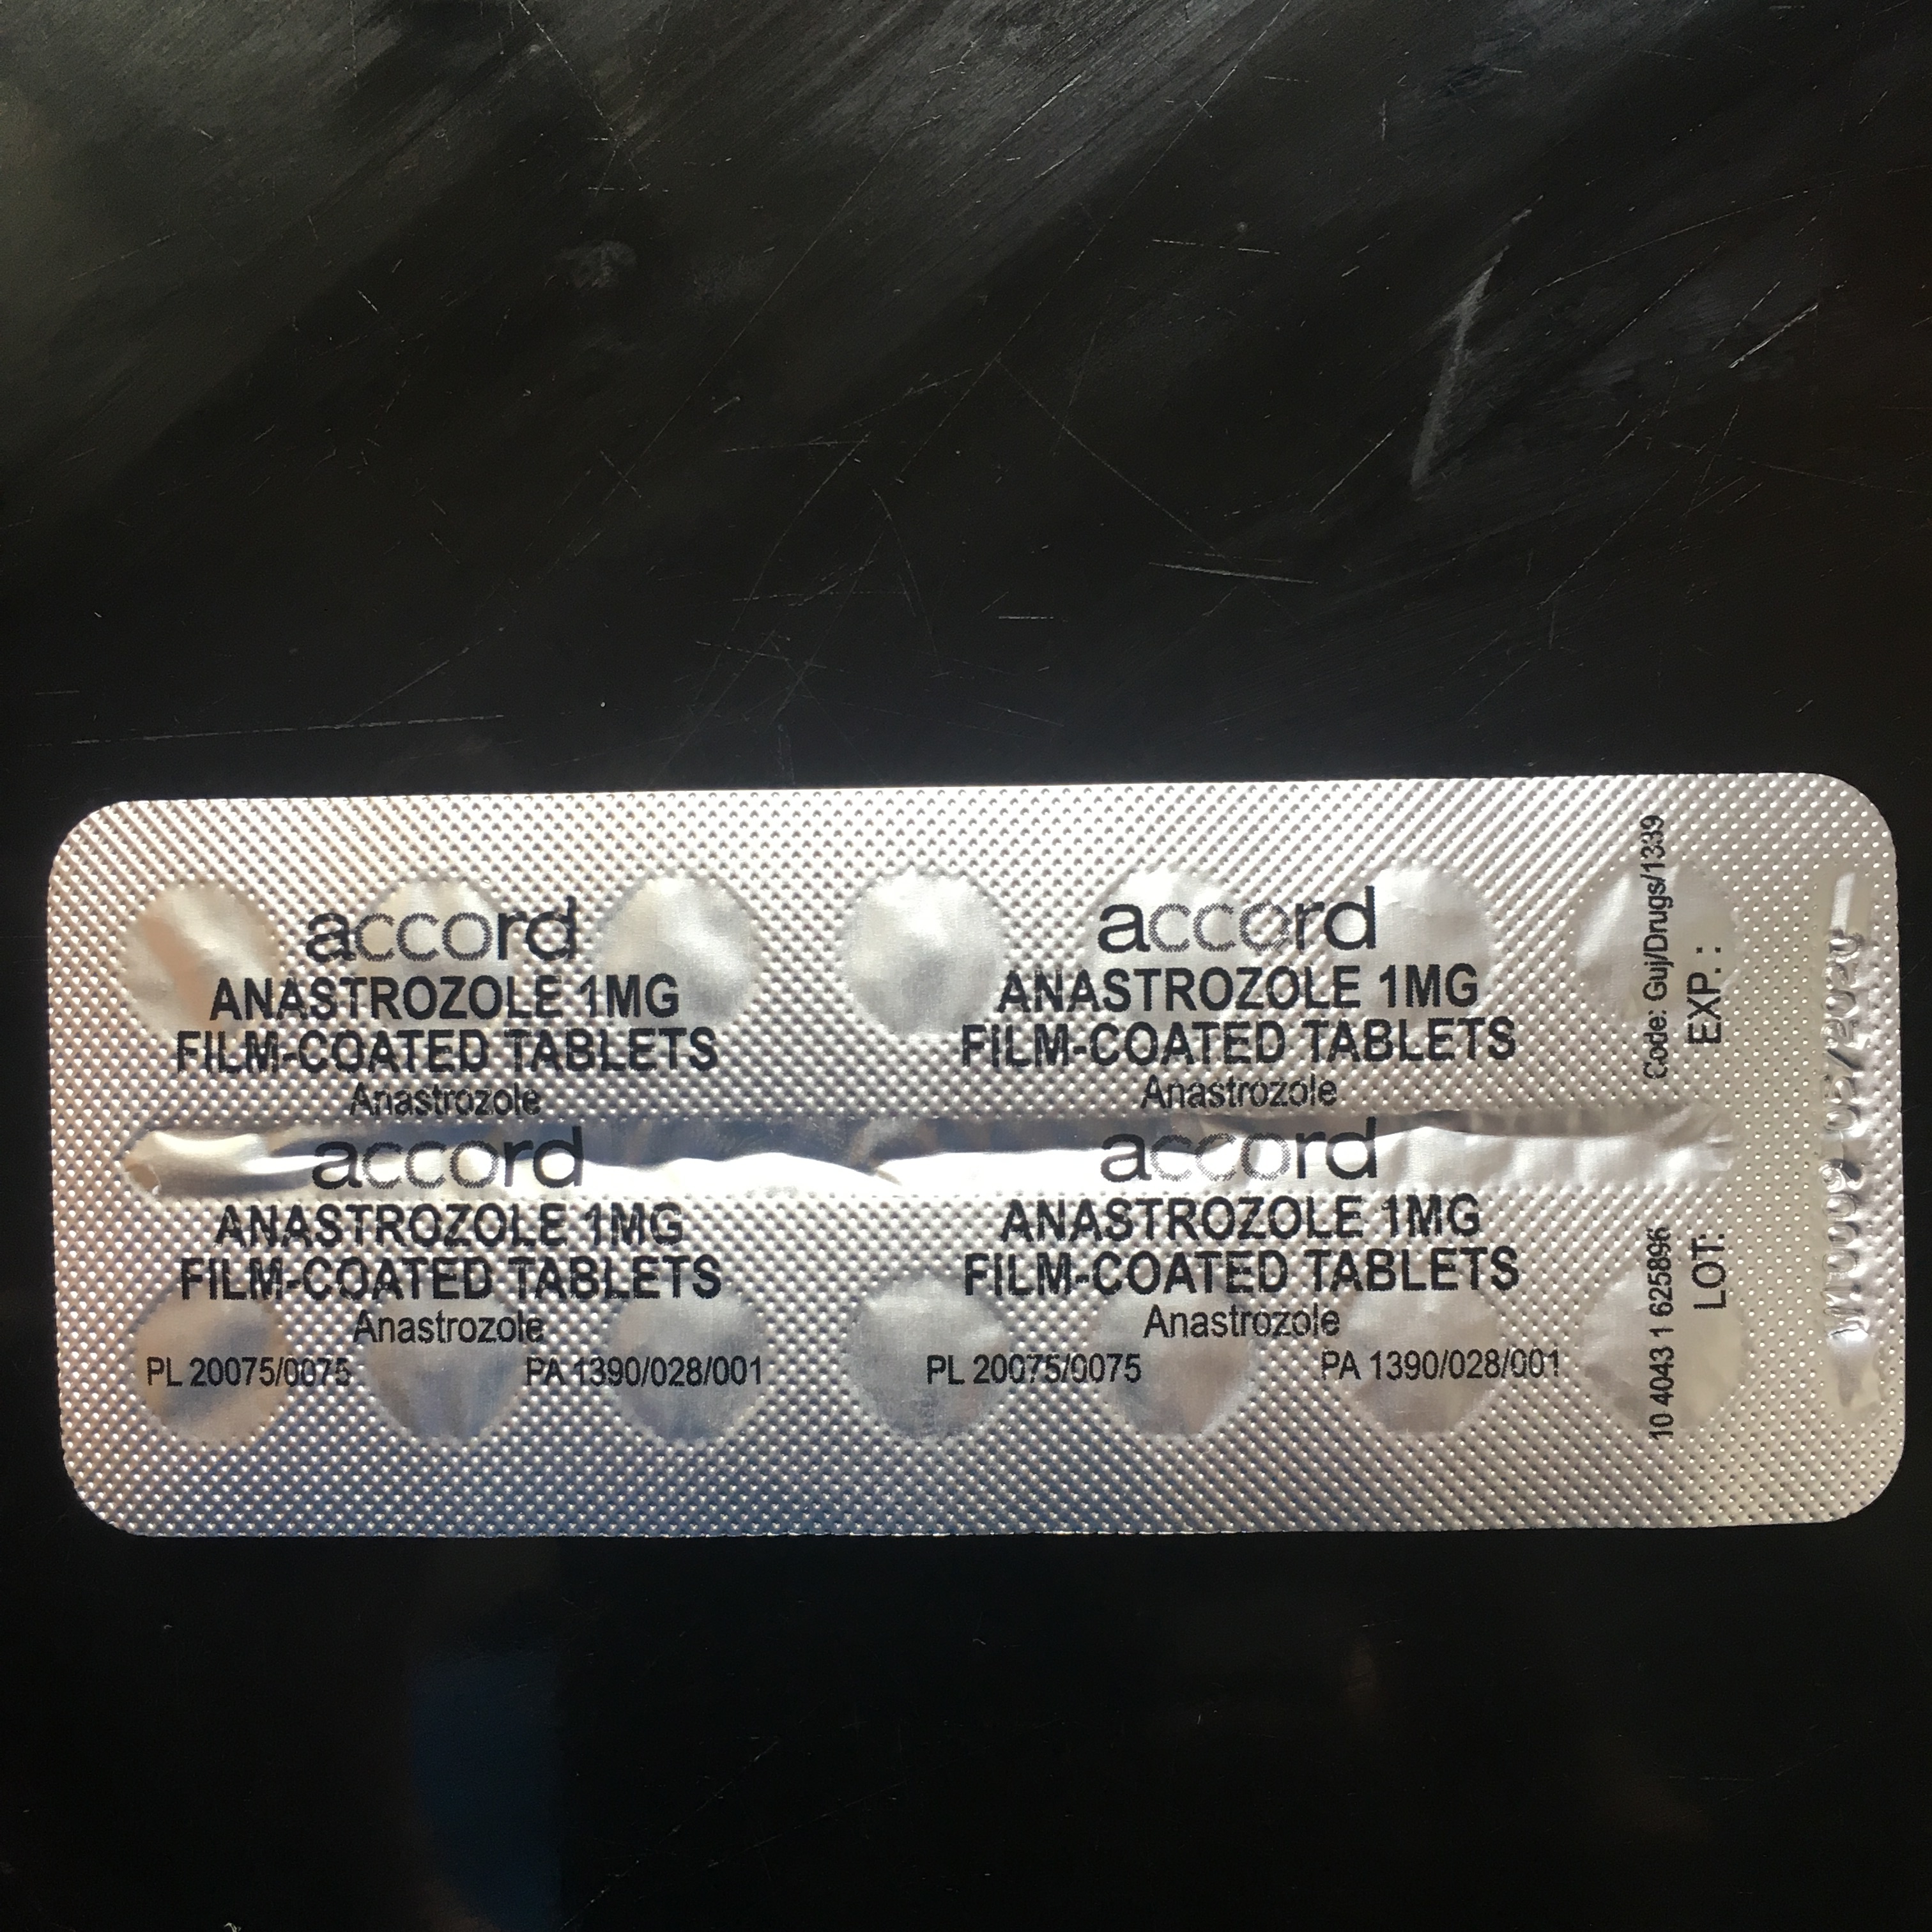 accord
ANASTROZOLE 1MG
FILM-COATED TABLETS
Anastrozole
accord
ANASTROZOLE 1MG
FILM-COATED TABLETS
Anastrozole
accord
ANASTROZOLE 1MG
FILM-COATED TABLETS
Anastrozole
PL 20075/0075 PA 1390/028/001
accord
ANASTROZOLE 1MG
FILM-COATED TABLETS
Anastrozole
PL 20075/0075 PA 1390/028/001
Code: Guj/Drugs/1339
EXP.:
10 4043 1 625896
LOT: